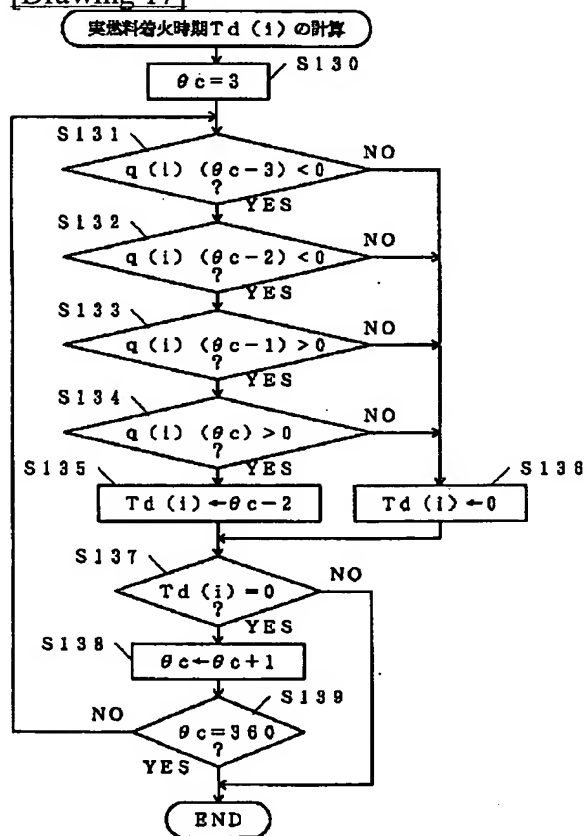 [Drawing 17]
実燃料着火時期Td(i)の計算
S130
θc=3
S131
q(i)(θc-3)<0
?
NO
YES
S132
q(i)(θc-2)<0
?
NO
YES
S133
q(i)(θc-1)>0
?
NO
YES
S134
q(i)(θc)>0
?
NO
YES
S135
Td(i)←θc-2
S136
Td(i)←0
S137
Td(i)=0
?
NO
YES
S138
θc←θc+1
S139
θc=360
?
NO
YES
END